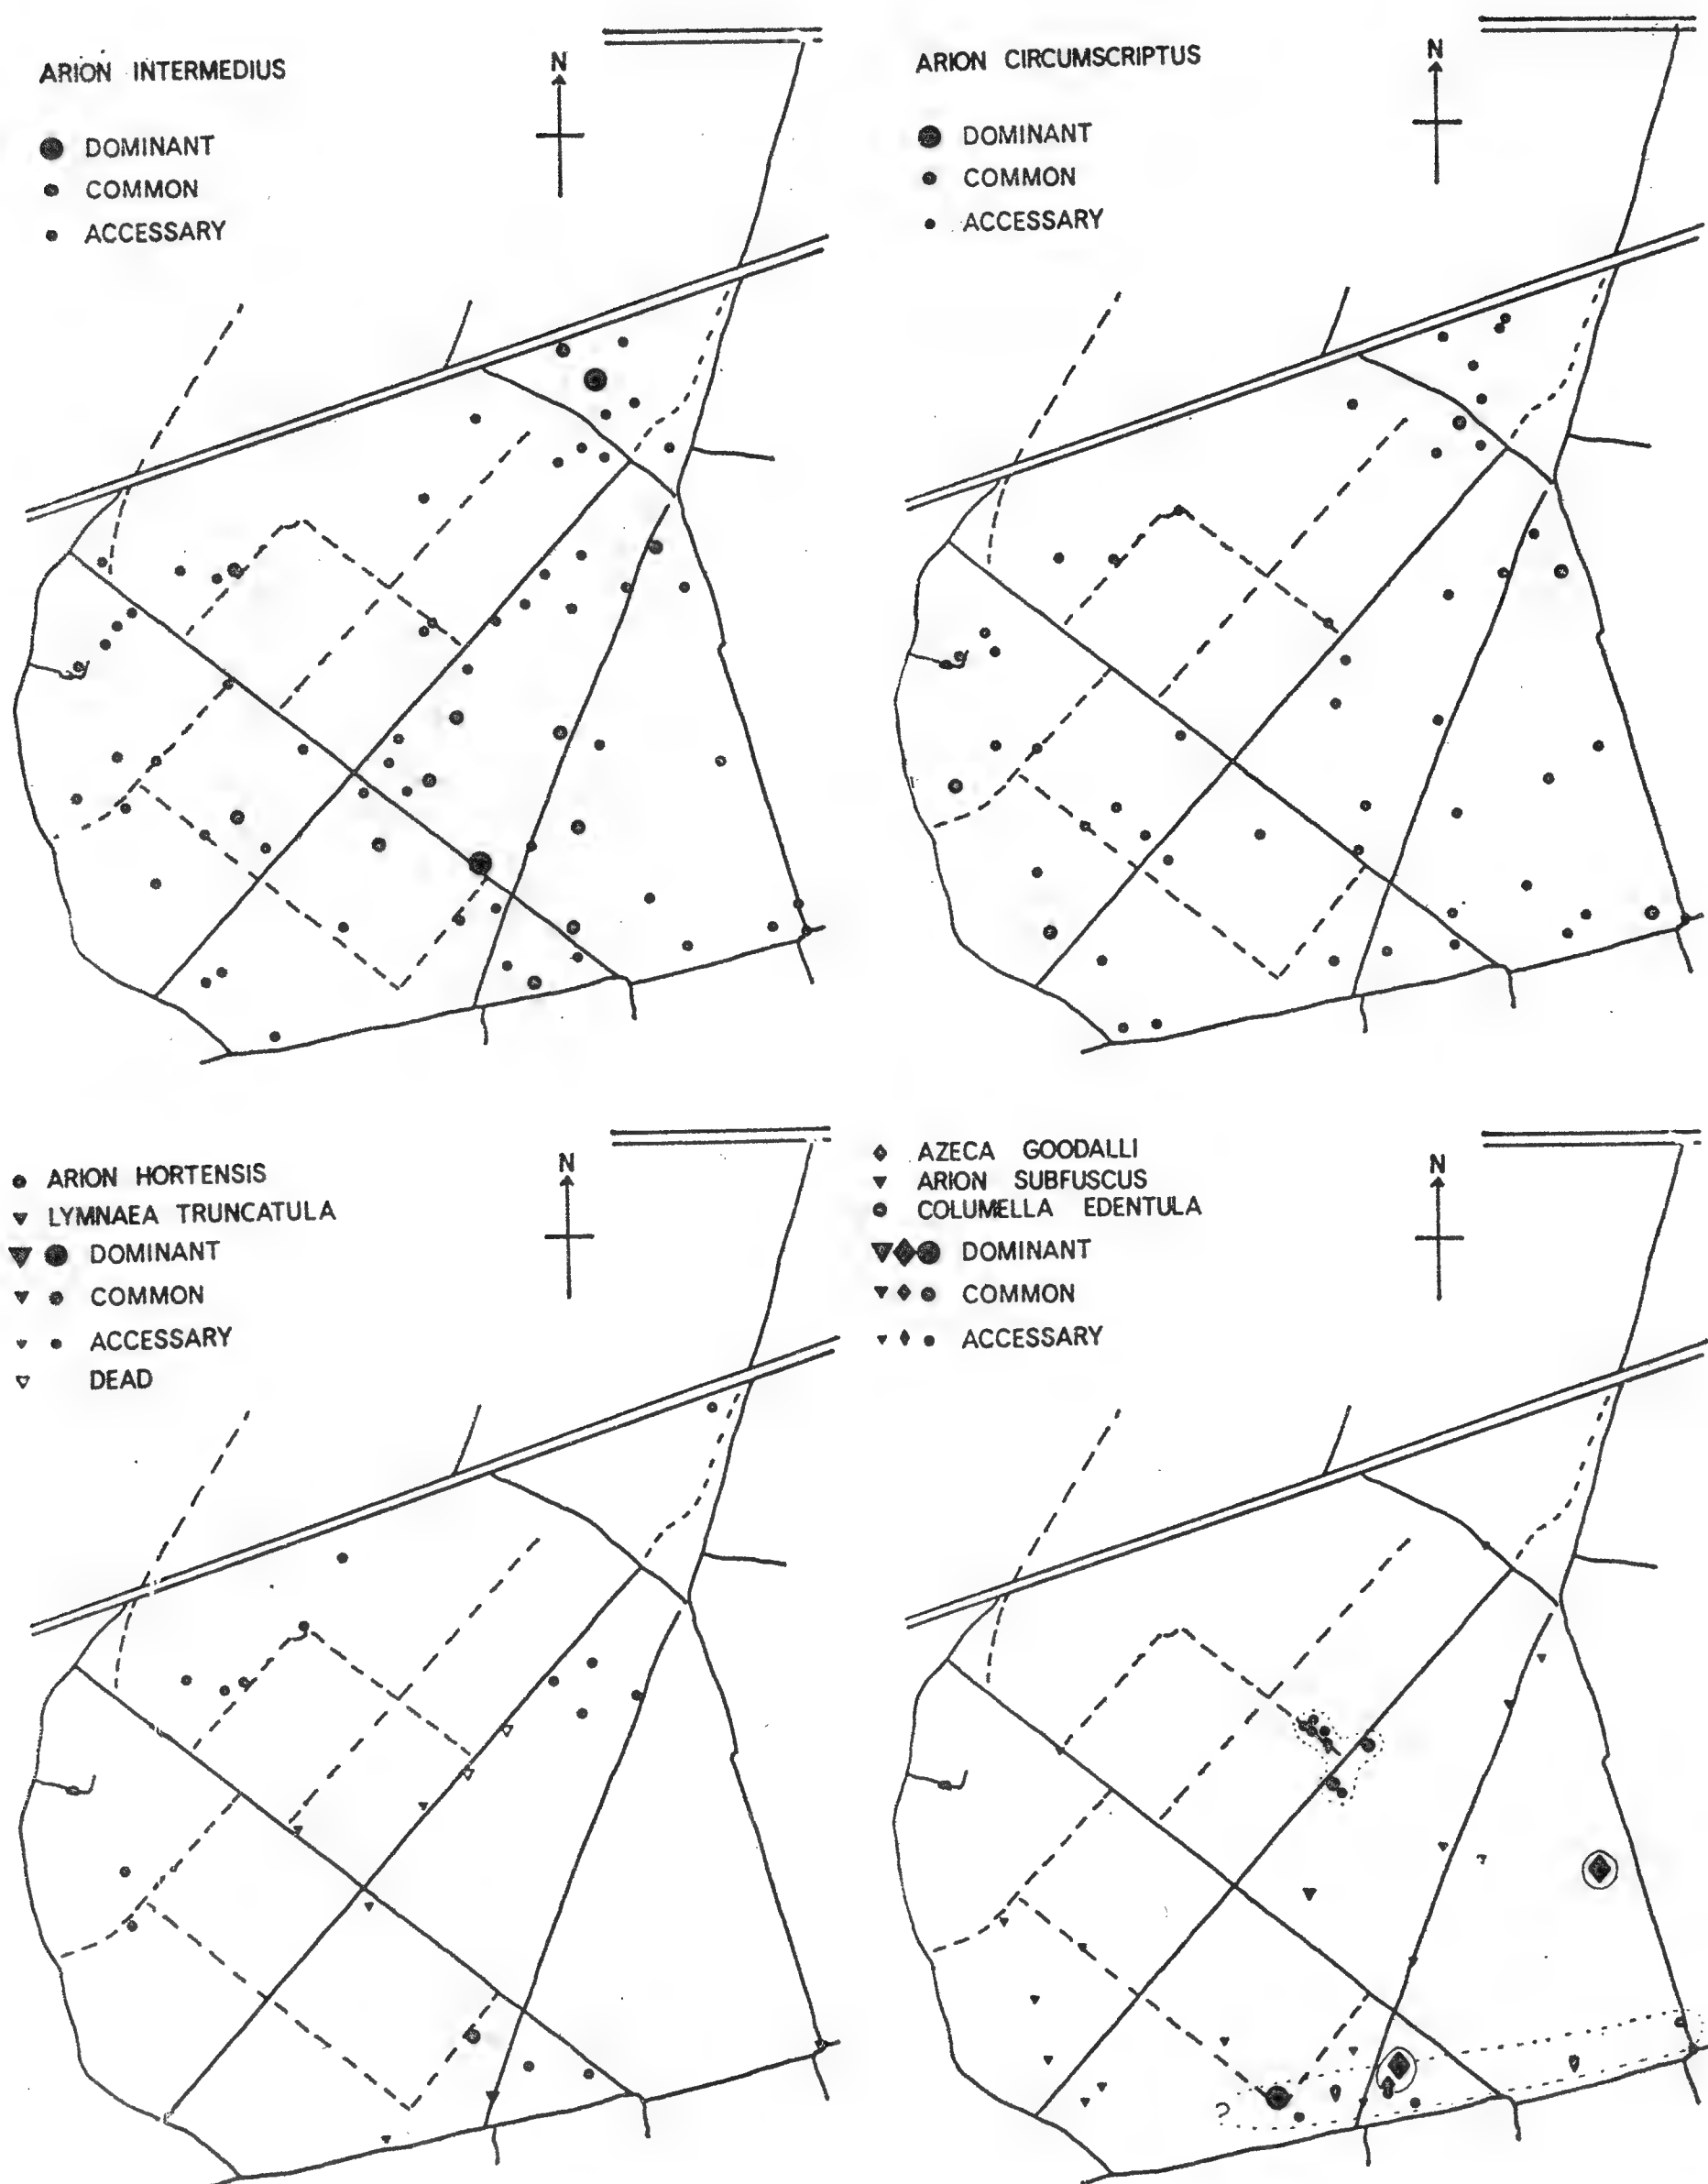 ARION INTERMEDIUS
N
DOMINANT
COMMON
ACCESSARY
ARION CIRCUMSCRIPTUS
N
DOMINANT
COMMON
ACCESSARY
ARION HORTENSIS
LYMNAEA TRUNCATULA
DOMINANT
COMMON
ACCESSARY
DEAD
N
AZECA GOODALLI
ARION SUBFUSCUS
COLUMELLA EDENTULA
DOMINANT
COMMON
ACCESSARY
N
?